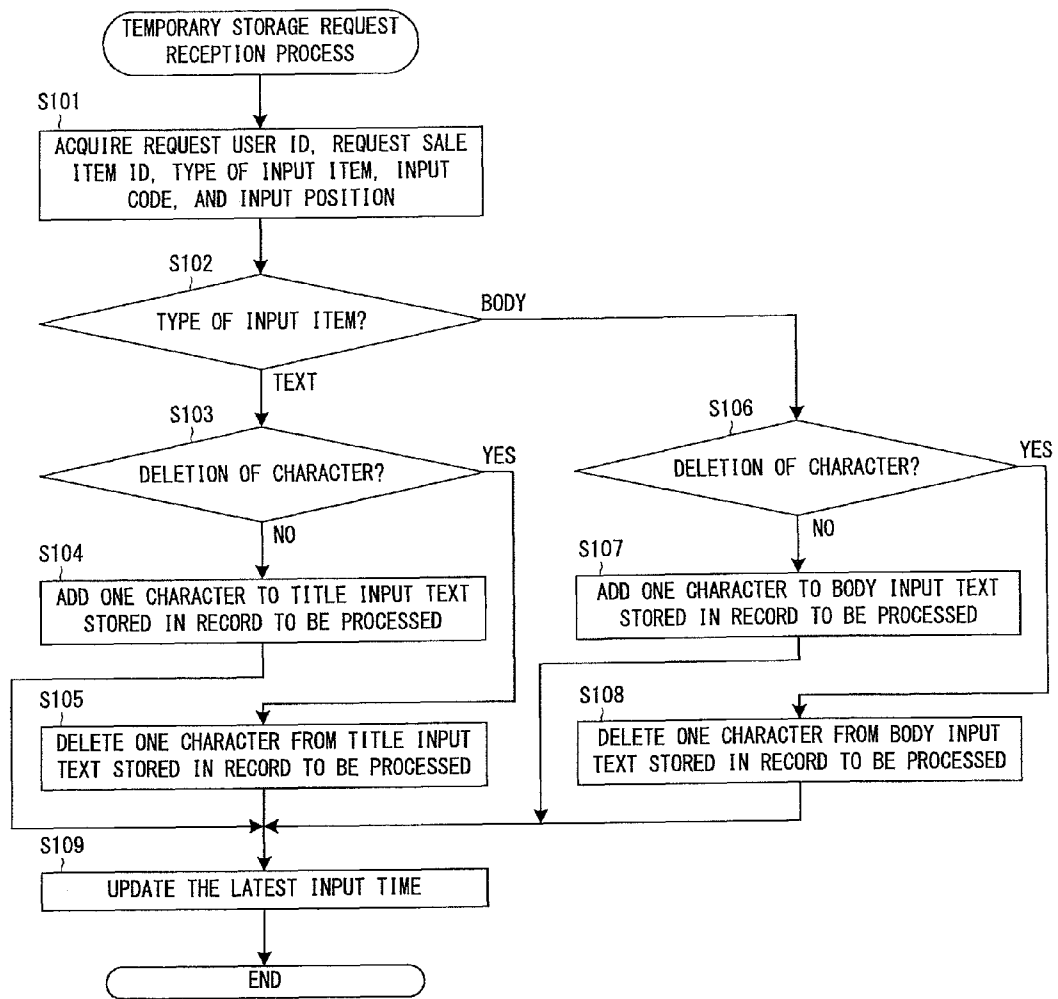 TEMPORARY STORAGE REQUEST
RECEPTION PROCESS
S101
ACQUIRE REQUEST USER ID, REQUEST SALE
ITEM ID, TYPE OF INPUT ITEM, INPUT
CODE, AND INPUT POSITION
S102
TYPE OF INPUT ITEM?
BODY
TEXT
S103
DELETION OF CHARACTER?
YES
NO
S104
ADD ONE CHARACTER TO TITLE INPUT TEXT
STORED IN RECORD TO BE PROCESSED
S105
DELETE ONE CHARACTER FROM TITLE INPUT
TEXT STORED IN RECORD TO BE PROCESSED
S106
DELETION OF CHARACTER?
YES
NO
S107
ADD ONE CHARACTER TO BODY INPUT TEXT
STORED IN RECORD TO BE PROCESSED
S108
DELETE ONE CHARACTER FROM BODY INPUT
TEXT STORED IN RECORD TO BE PROCESSED
S109
UPDATE THE LATEST INPUT TIME
END